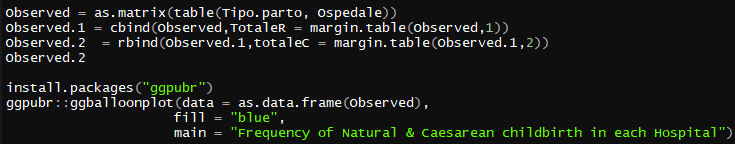 Observed = as.matrix(table(Tipo.parto, Ospedale))
Observed.1 = cbind(Observed,TotaleR = margin.table(Observed,1))
Observed.2  = rbind(Observed.1,totaleC = margin.table(Observed.1,2))
Observed.2
install.packages("ggpubr")
ggpubr::ggballoonplot(data = as.data.frame(Observed),
fill = "blue",
main = "Frequency of Natural & Caesarean childbirth in each Hospital")